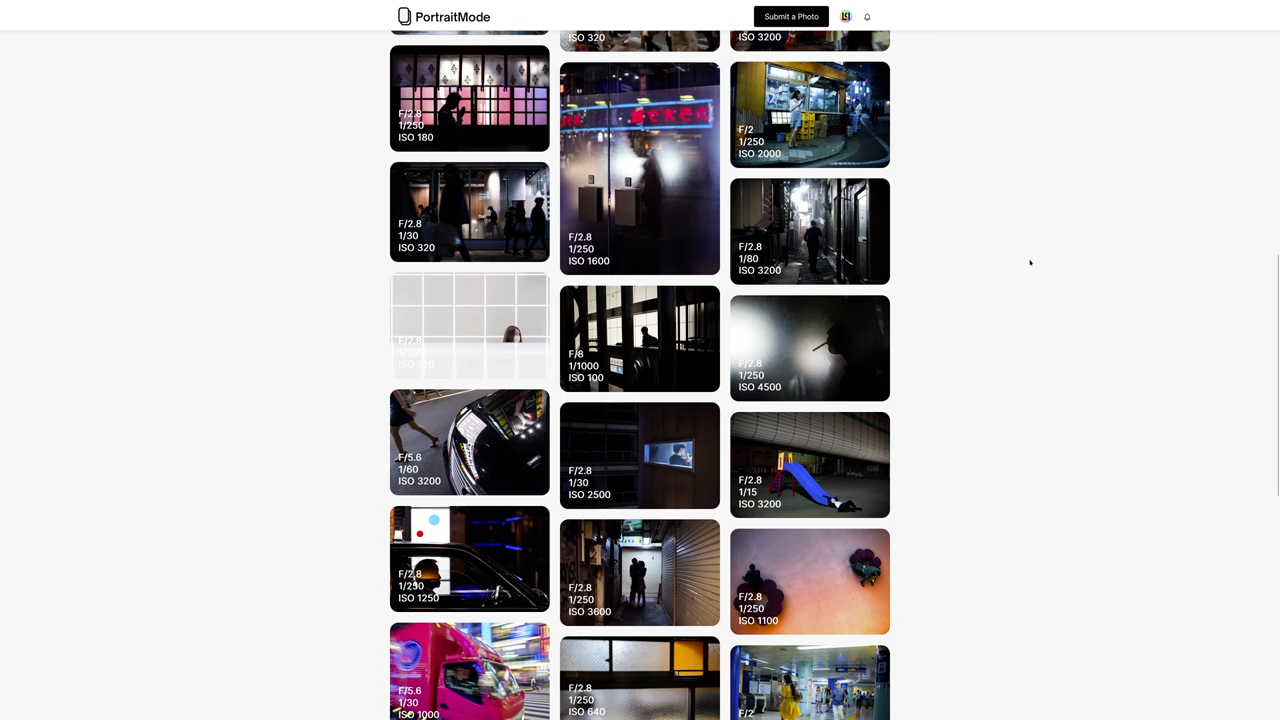 PortraitMode
Submit a Photo
ISO 320
ISO 3200
F/2.8
1/250
ISO 180
F/2.8
1/30
ISO 320
F/2.8
F/5.6
1/60
ISO 3200
F/2.8
1/250
ISO 1250
F/5.6
1/30
ISO 1000
F/2.8
1/250
ISO 1600
F/8
1/1000
ISO 100
F/2.8
1/30
ISO 2500
F/2.8
1/250
ISO 3600
F/2.8
1/250
ISO 640
F/2
1/250
ISO 2000
F/2.8
1/80
ISO 3200
F/2.8
1/250
ISO 4500
F/2.8
1/15
ISO 3200
F/2.8
1/250
ISO 1100
F/2